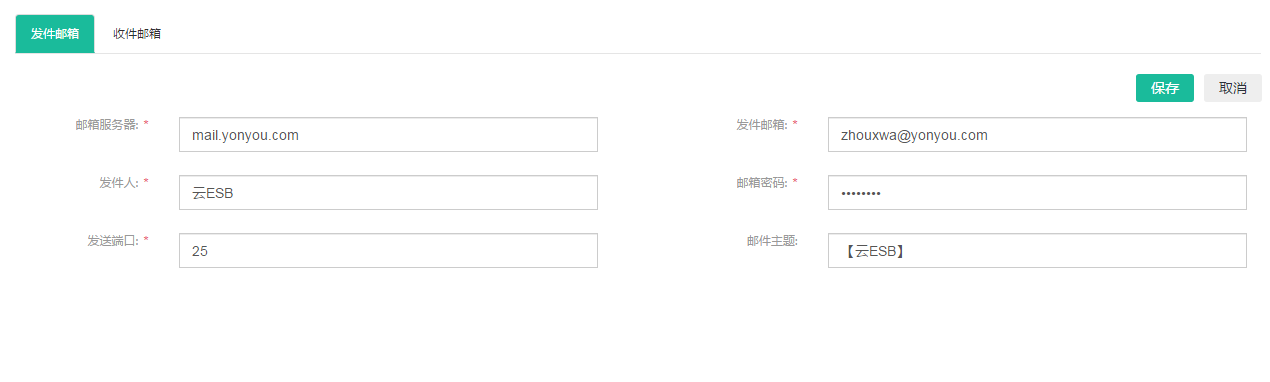 发件邮箱 收件邮箱
保存 取消
邮箱服务器: * mail.yonyou.com 发件邮箱: * zhouxwa@yonyou.com
发件人: * 云ESB 邮箱密码: * ••••••••
发送端口: * 25 邮件主题: 【云ESB】